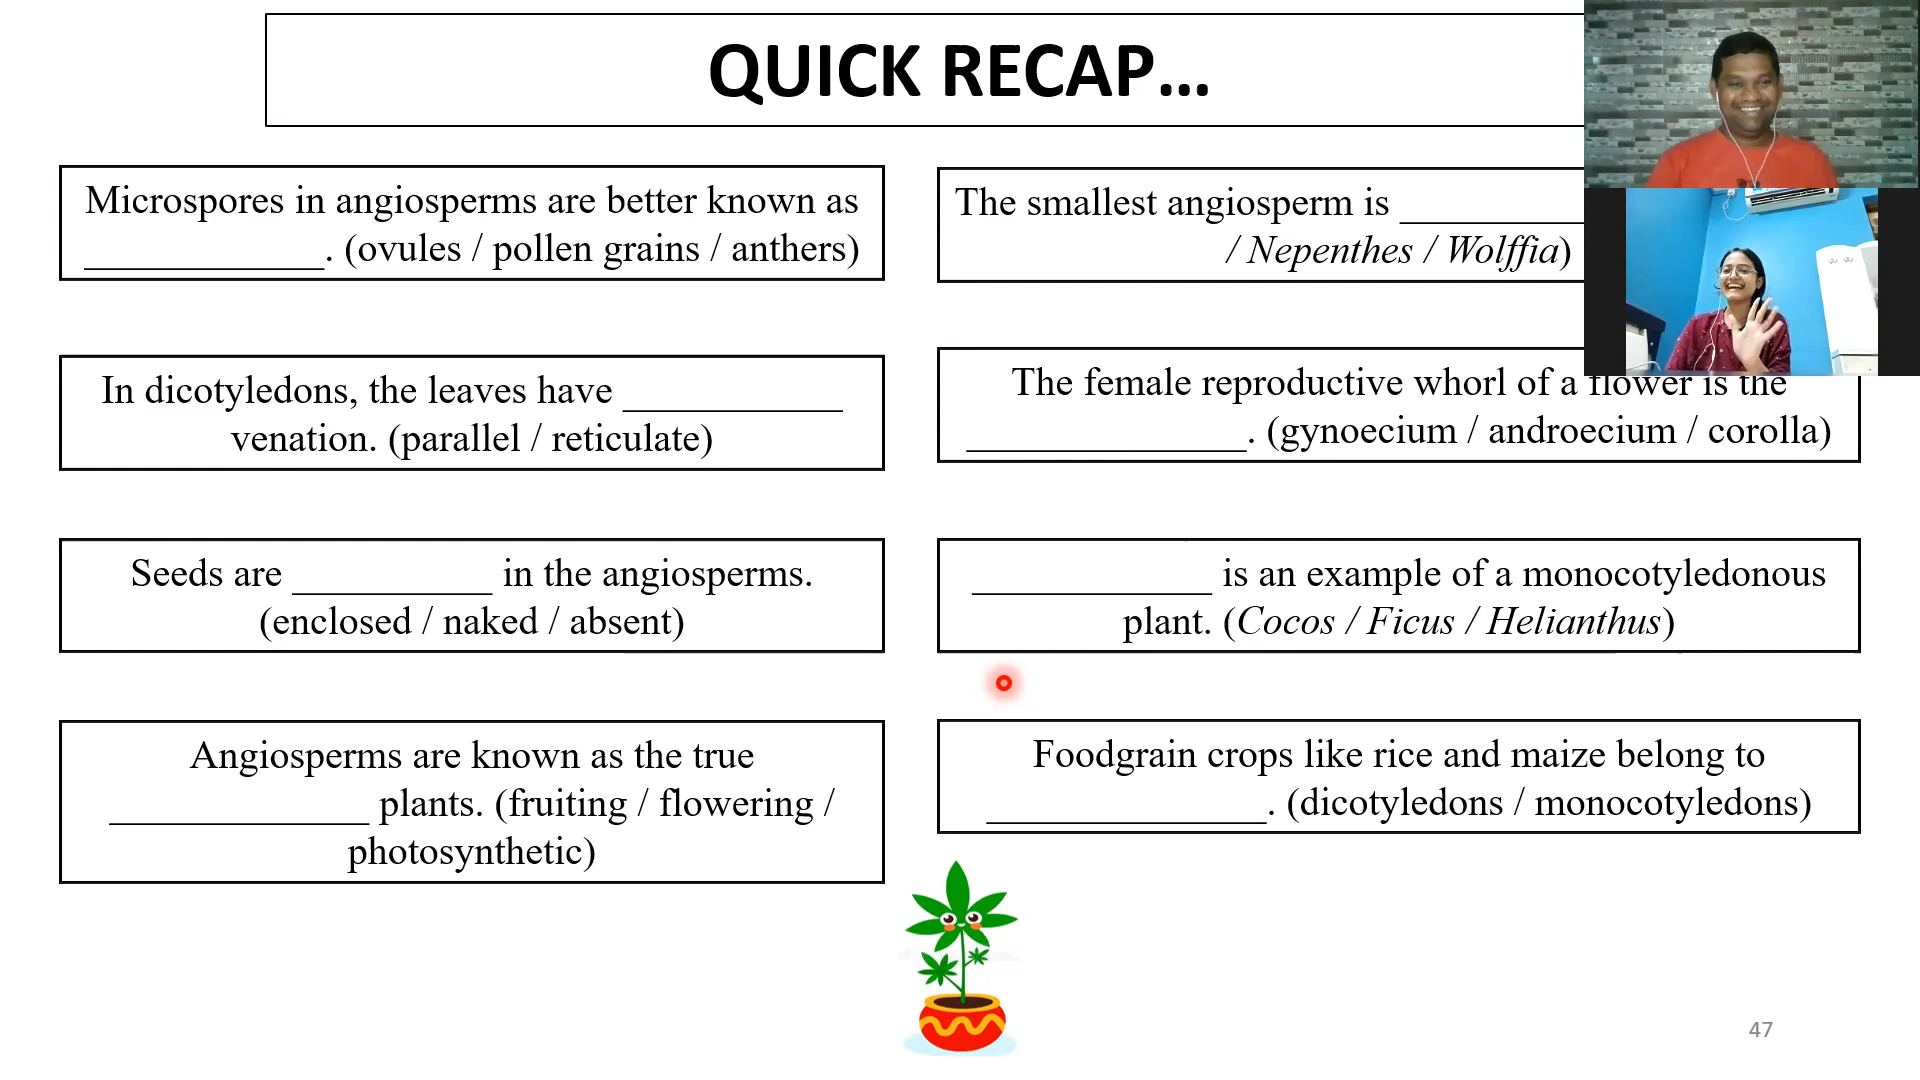 QUICK RECAP...
Microspores in angiosperms are better known as
____________. (ovules / pollen grains / anthers)
The smallest angiosperm is __________
/ Nepenthes / Wolffia)
In dicotyledons, the leaves have ___________
venation. (parallel / reticulate)
The female reproductive whorl of a flower is the
______________. (gynoecium / androecium / corolla)
Seeds are __________ in the angiosperms.
(enclosed / naked / absent)
____________ is an example of a monocotyledonous
plant. (Cocos / Ficus / Helianthus)
Angiosperms are known as the true
_____________ plants. (fruiting / flowering /
photosynthetic)
Foodgrain crops like rice and maize belong to
______________. (dicotyledons / monocotyledons)
47